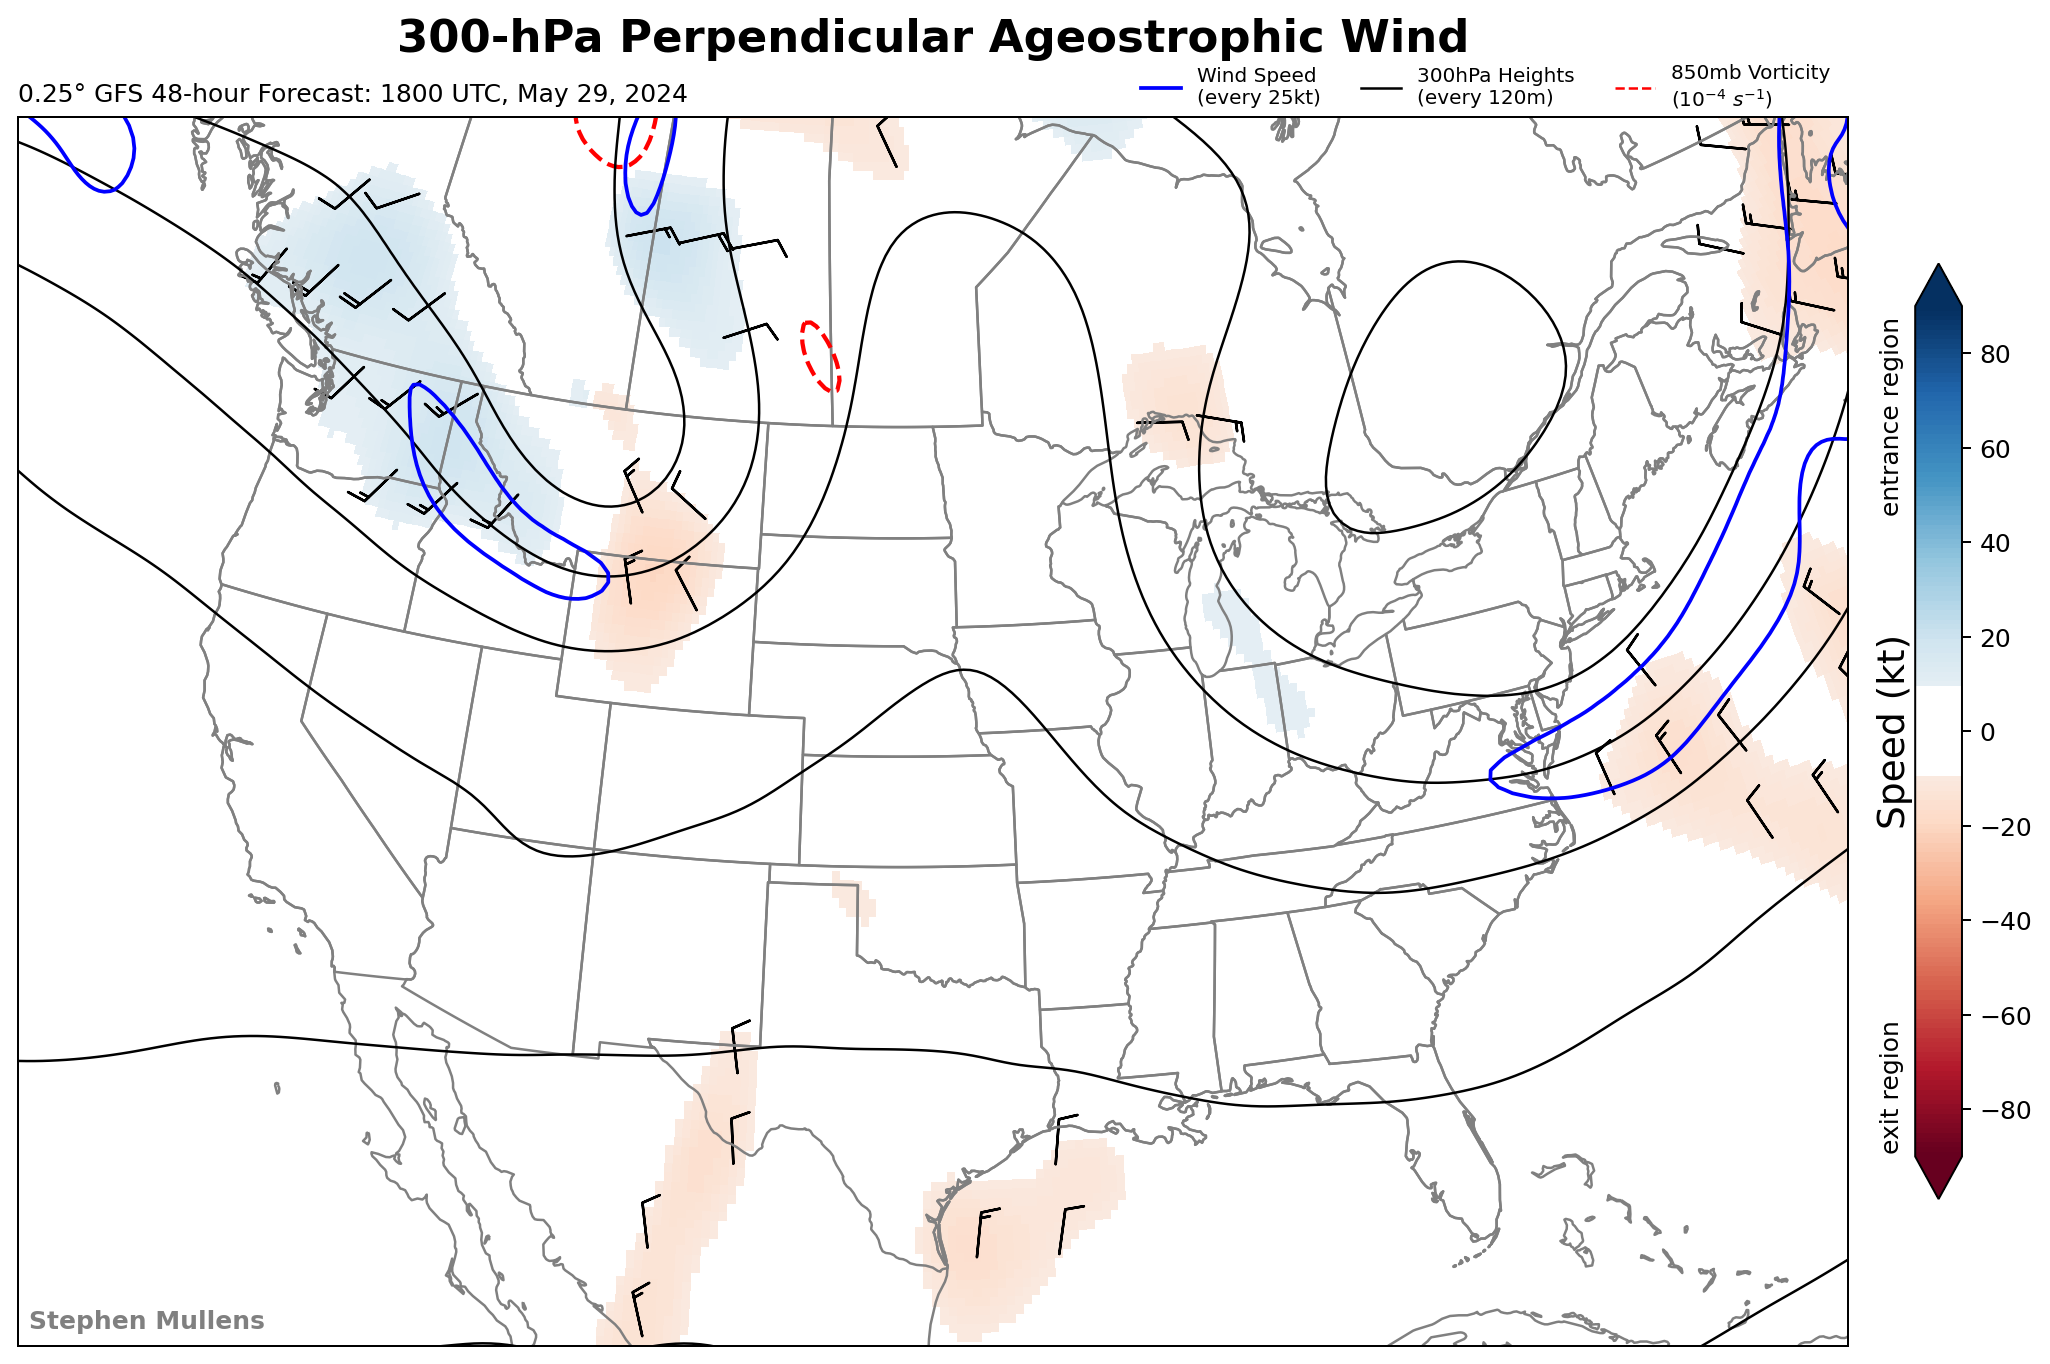 300-hPa Perpendicular Ageostrophic Wind
0.25° GFS 48-hour Forecast: 1800 UTC, May 29, 2024
Wind Speed
(every 25kt)
300hPa Heights
(every 120m)
850mb Vorticity
(10⁻⁴ s⁻¹)
entrance region
Speed (kt)
exit region
80
60
40
20
0
−20
−40
−60
−80
Stephen Mullens